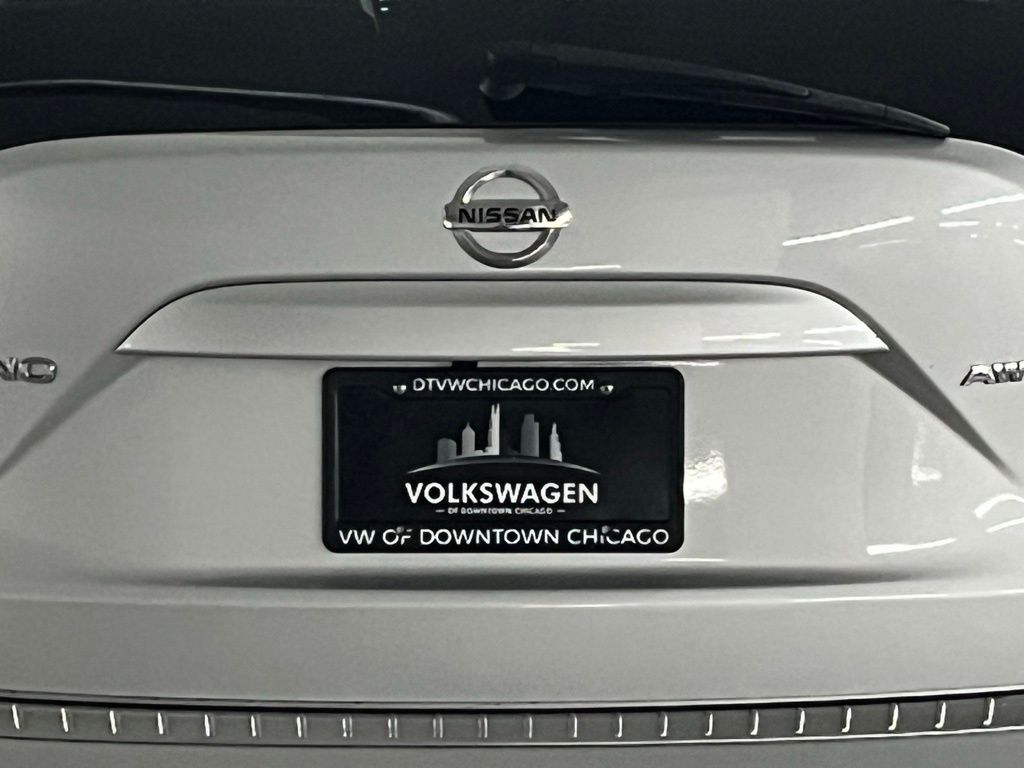 NISSAN
DTVWCHICAGO.COM
VOLKSWAGEN
OF DOWNTOWN CHICAGO
VW OF DOWNTOWN CHICAGO